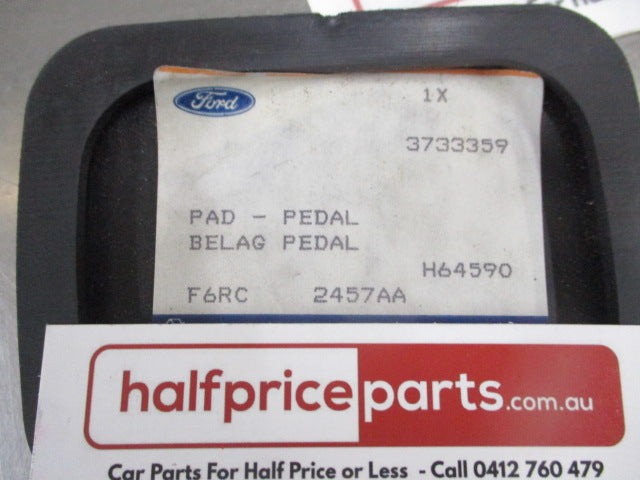 Ford
1X
3733359
PAD - PEDAL
BELAG PEDAL
H64590
F6RC 2457AA
halfpriceparts.com.au
Car Parts For Half Price or Less - Call 0412 760 479